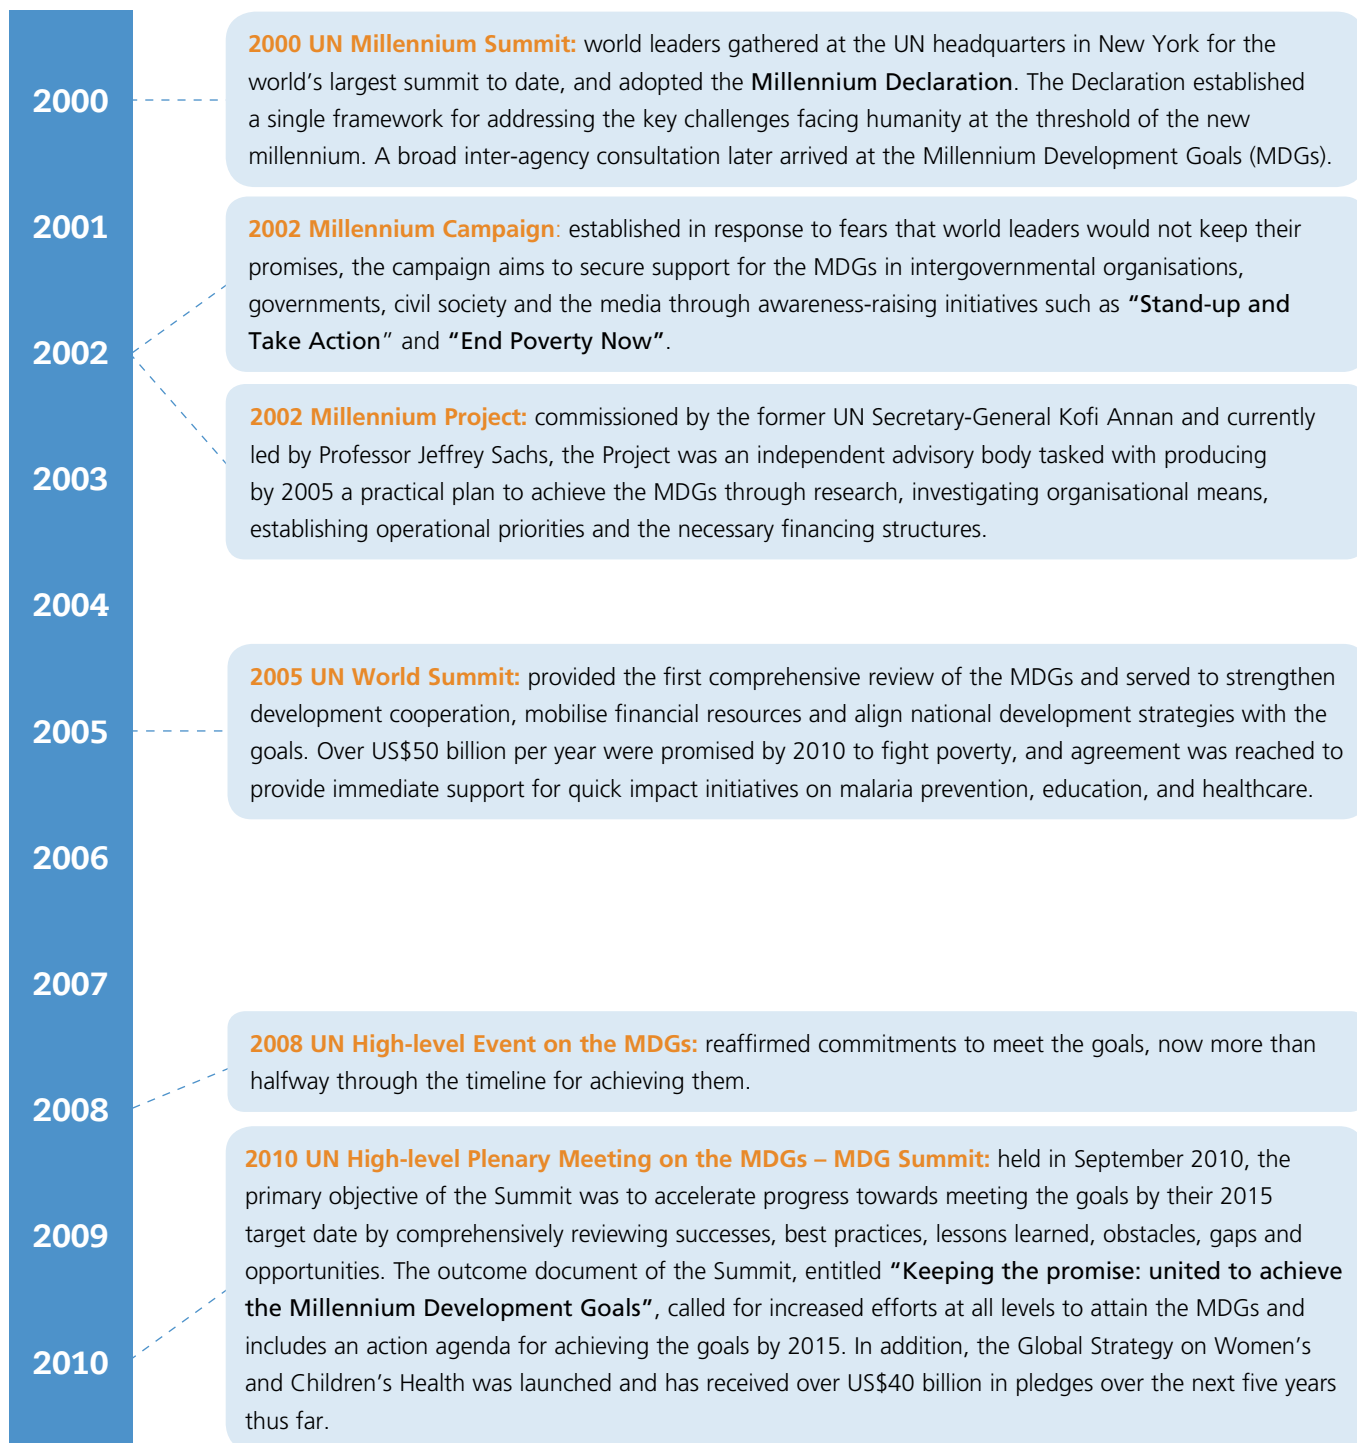 2000
2000 UN Millennium Summit: world leaders gathered at the UN headquarters in New York for the
world's largest summit to date, and adopted the Millennium Declaration. The Declaration established
a single framework for addressing the key challenges facing humanity at the threshold of the new
millennium. A broad inter-agency consultation later arrived at the Millennium Development Goals (MDGs).
2001
2002 Millennium Campaign: established in response to fears that world leaders would not keep their
promises, the campaign aims to secure support for the MDGs in intergovernmental organisations,
governments, civil society and the media through awareness-raising initiatives such as “Stand-up and
Take Action” and “End Poverty Now”.
2002
2002 Millennium Project: commissioned by the former UN Secretary-General Kofi Annan and currently
led by Professor Jeffrey Sachs, the Project was an independent advisory body tasked with producing
by 2005 a practical plan to achieve the MDGs through research, investigating organisational means,
establishing operational priorities and the necessary financing structures.
2003
2004
2005 UN World Summit: provided the first comprehensive review of the MDGs and served to strengthen
development cooperation, mobilise financial resources and align national development strategies with the
goals. Over US$50 billion per year were promised by 2010 to fight poverty, and agreement was reached to
provide immediate support for quick impact initiatives on malaria prevention, education, and healthcare.
2005
2006
2007
2008 UN High-level Event on the MDGs: reaffirmed commitments to meet the goals, now more than
halfway through the timeline for achieving them.
2008
2010 UN High-level Plenary Meeting on the MDGs – MDG Summit: held in September 2010, the
primary objective of the Summit was to accelerate progress towards meeting the goals by their 2015
target date by comprehensively reviewing successes, best practices, lessons learned, obstacles, gaps and
opportunities. The outcome document of the Summit, entitled “Keeping the promise: united to achieve
the Millennium Development Goals”, called for increased efforts at all levels to attain the MDGs and
includes an action agenda for achieving the goals by 2015. In addition, the Global Strategy on Women's
and Children's Health was launched and has received over US$40 billion in pledges over the next five years
thus far.
2009
2010